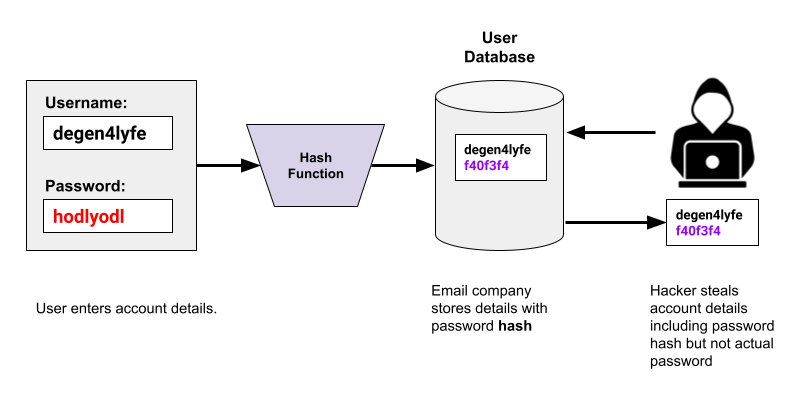 User
Database
Username:
degen4lyfe
Password:
hodlyodl
Hash
Function
degen4lyfe
f40f3f4
degen4lyfe
f40f3f4
User enters account details.
Email company
stores details with
password hash
Hacker steals
account details
including password
hash but not actual
password